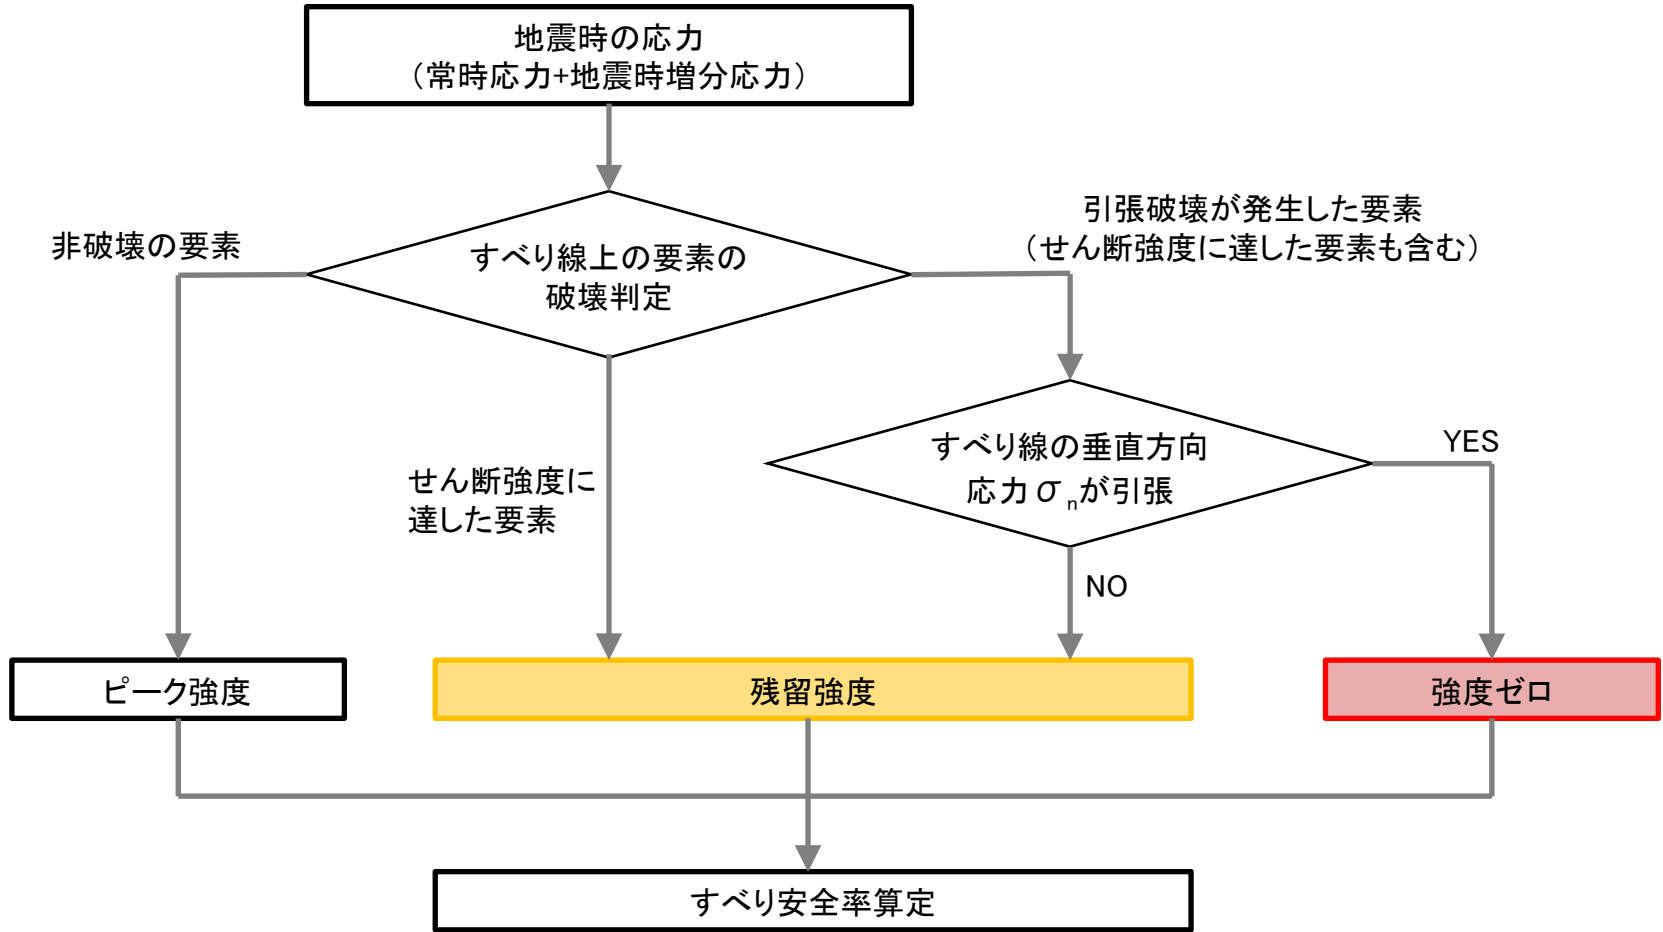 地震時の応力
（常時応力+地震時増分応力）
引張破壊が発生した要素
（せん断強度に達した要素も含む）
非破壊の要素
すべり線上の要素の
破壊判定
すべり線の垂直方向
応力σnが引張
YES
せん断強度に
達した要素
NO
ピーク強度
残留強度
強度ゼロ
すべり安全率算定